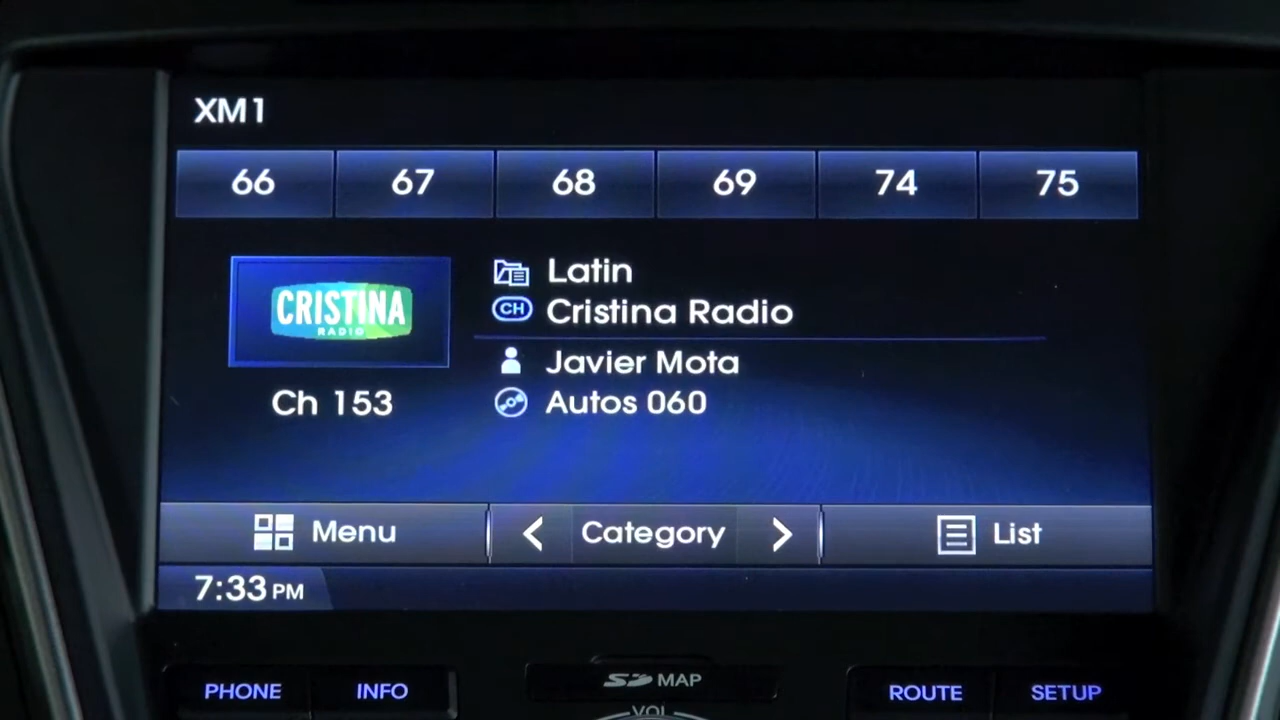 XM1
66 67 68 69 74 75
CRISTINA
RADIO
Latin
CH Cristina Radio
Javier Mota
Autos 060
Ch 153
Menu < Category > List
7:33 PM
PHONE INFO SD MAP ROUTE SETUP
VOL